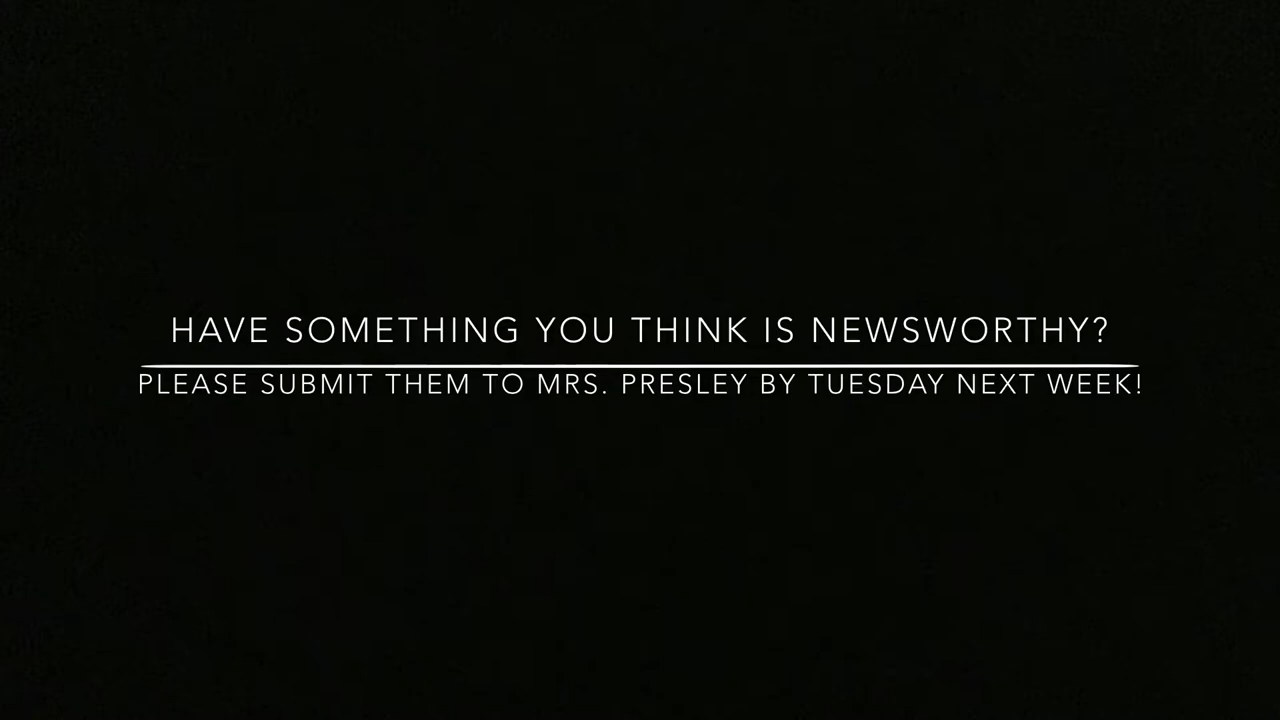 HAVE SOMETHING YOU THINK IS NEWSWORTHY?
PLEASE SUBMIT THEM TO MRS. PRESLEY BY TUESDAY NEXT WEEK!